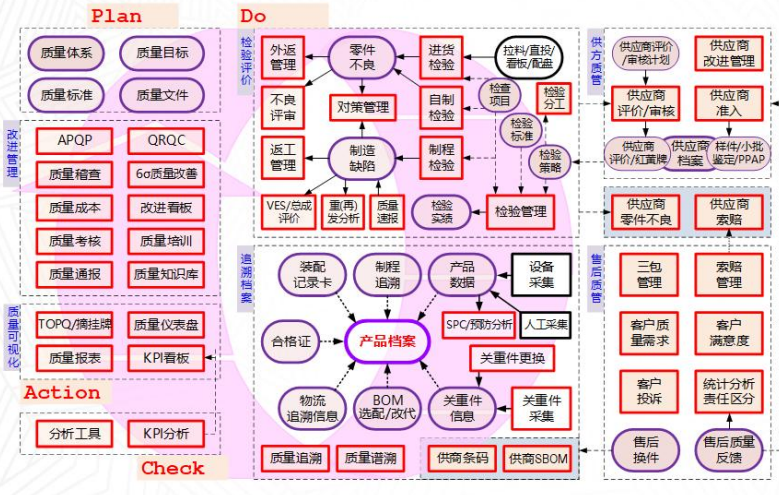 Plan
质量体系
质量目标
质量标准
质量文件
改进管理
APQP
QRQC
质量稽查
6σ质量改善
质量成本
改进看板
质量考核
质量培训
质量通报
质量知识库
质量可视化
TOPQ/摘挂牌
质量仪表盘
质量报表
KPI看板
Action
分析工具
KPI分析
Check
Do
检验评价
外返
管理
零件
不良
进货
检验
拉料/直投/
看板/配盘
不良
评审
对策管理
自制
检验
检查
项目
检验
分工
检验
标准
返工
管理
制造
缺陷
制程
检验
检验
策略
VES/总成
评价
重(再)
发分析
质量
速报
检验
实绩
检验管理
追溯档案
装配
记录卡
制程
追溯
产品
数据
设备
采集
SPC/预防分析
人工采集
合格证
产品档案
关重件更换
物流
追溯信息
BOM
选配/改代
关重件
信息
关重件
采集
质量追溯
质量谱溯
供商条码
供商SBOM
供方质管
供应商评价
/审核计划
供应商
改进管理
供应商
评价/审核
供应商
准入
供应商
评价/红黄牌
供应商
档案
样件/小批
鉴定/PPAP
供应商
零件不良
供应商
索赔
售后质管
三包
管理
索赔
管理
客户质
量需求
客户
满意度
客户
投诉
统计分析
责任区分
售后
换件
售后质量
反馈